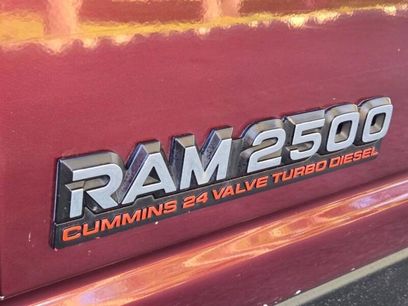 RAM 2500
CUMMINS 24 VALVE TURBO DIESEL